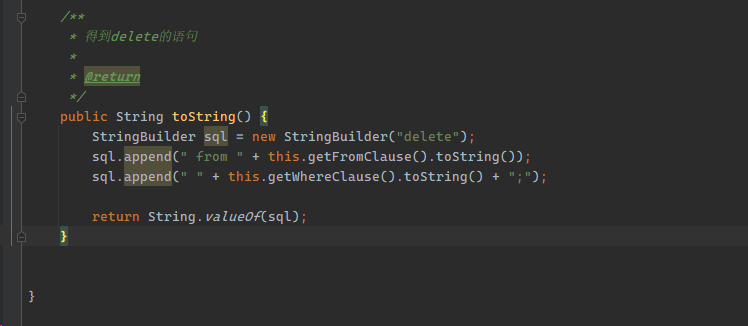 /**
 * 得到delete的语句
 *
 * @return
 */
public String toString() {
    StringBuilder sql = new StringBuilder("delete");
    sql.append(" from " + this.getFromClause().toString());
    sql.append(" " + this.getWhereClause().toString() + ";");

    return String.valueOf(sql);
}

}